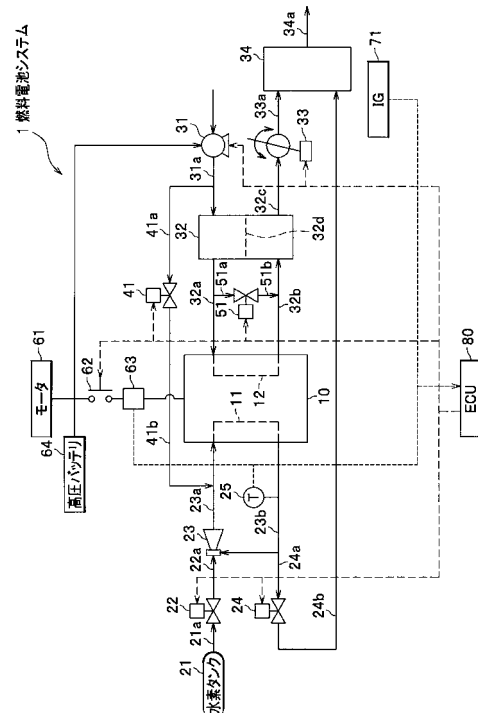 1 燃料電池システム
34a
34
71
IG
33a
33
31
31a
32c
41a
32
32d
51a
51b
41
32a
51
32b
61
モータ
62
63
12
80
ECU
64
高圧バッテリ
11
10
41b
23a
25
T
23b
23
24a
22a
22
24
24b
21a
21
水素タンク